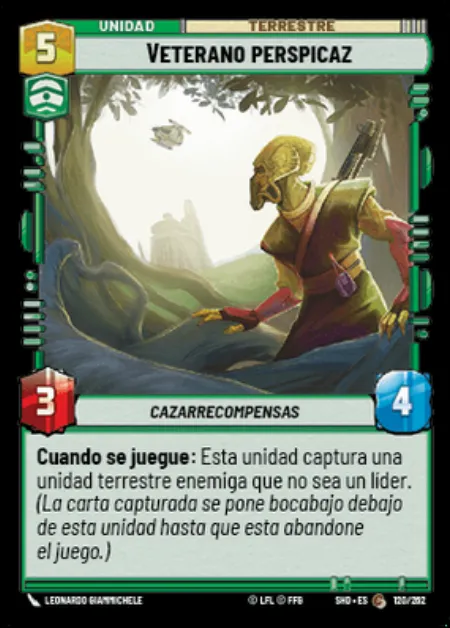 UNIDAD
TERRESTRE
5
VETERANO PERSPICAZ
3
CAZARRECOMPENSAS
4
Cuando se juegue: Esta unidad captura una
unidad terrestre enemiga que no sea un líder.
(La carta capturada se pone bocabajo debajo
de esta unidad hasta que esta abandone
el juego.)
LEONARDO GIAMMICHELE
© LFL © FFG
SHD • ES
120/262